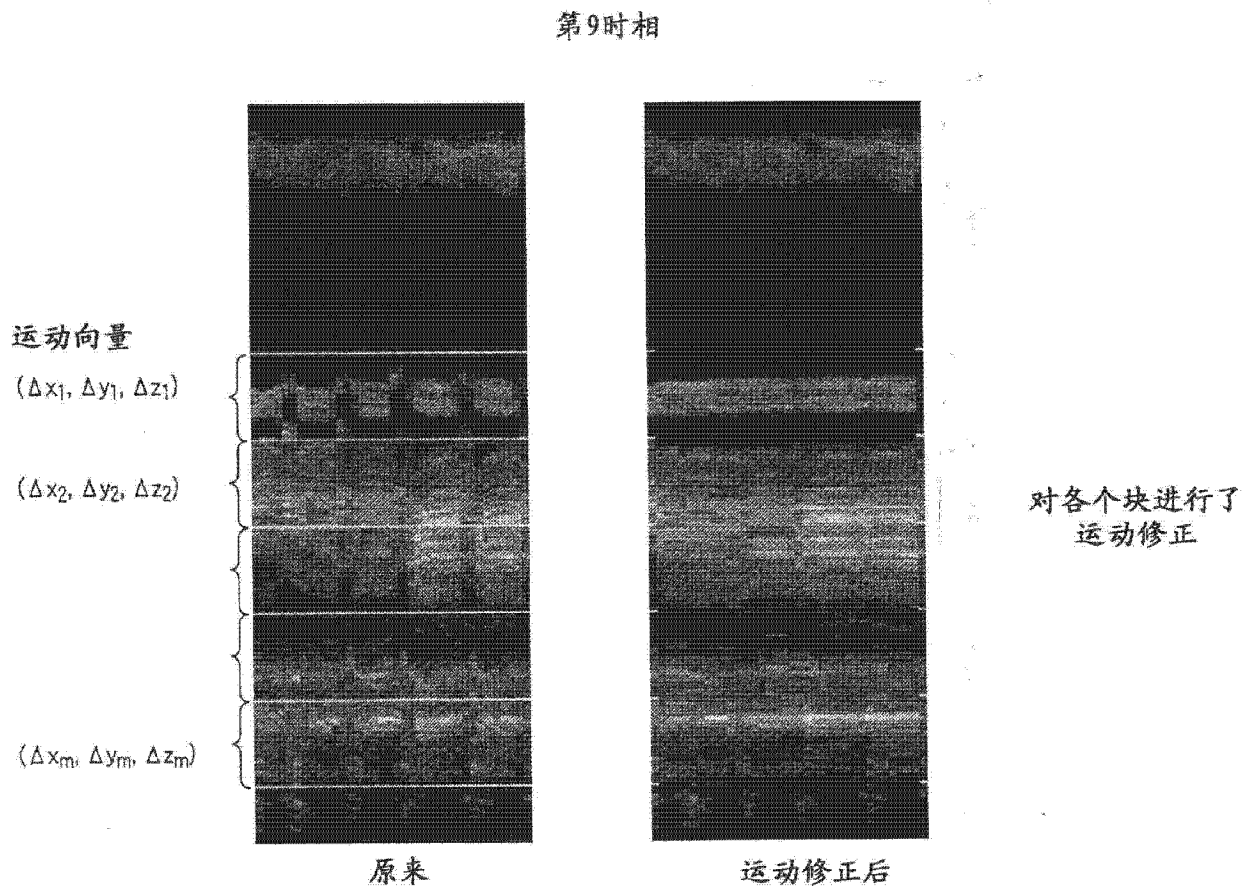 第9时相
运动向量
(Δx1, Δy1, Δz1)
(Δx2, Δy2, Δz2)
(Δxm, Δym, Δzm)
对各个块进行了
运动修正
原来
运动修正后